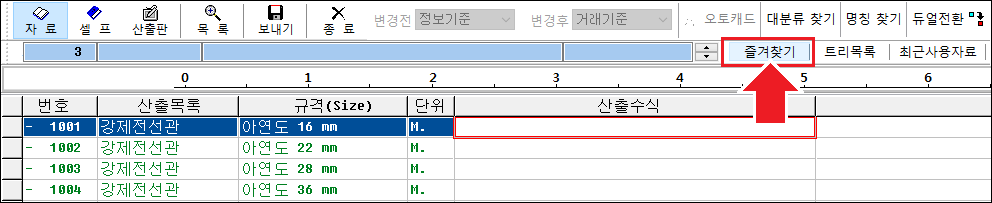 자 료 셀 프 산출판 목 록 보내기 종 료 변경전 정보기준 변경후 거래기준 오토캐드 대분류 찾기 명칭 찾기 듀얼전환
3 즐겨찾기 트리목록 최근사용자료
0 1 2 3 4 5 6
번호 산출목록 규격(Size) 단위 산출수식
- 1001 강제전선관 아연도 16 mm M.
- 1002 강제전선관 아연도 22 mm M.
- 1003 강제전선관 아연도 28 mm M.
- 1004 강제전선관 아연도 36 mm M.